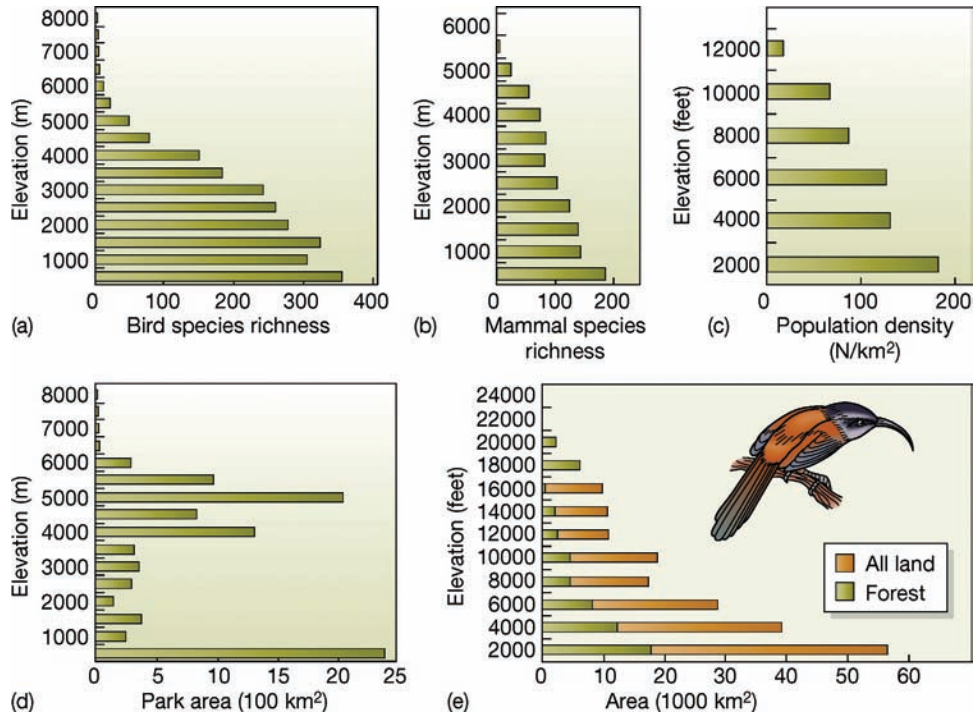 8000
7000
6000
5000
4000
3000
2000
1000
Elevation (m)
0 100 200 300 400
(a) Bird species richness
6000
5000
4000
3000
2000
1000
Elevation (m)
0 100 200
(b) Mammal species
richness
12000
10000
8000
6000
4000
2000
Elevation (feet)
0 100 200
(c) Population density
(N/km²)
8000
7000
6000
5000
4000
3000
2000
1000
Elevation (m)
0 5 10 15 20 25
(d) Park area (100 km²)
24000
22000
20000
18000
16000
14000
12000
10000
8000
6000
4000
2000
Elevation (feet)
All land
Forest
0 10 20 30 40 50 60
(e) Area (1000 km²)